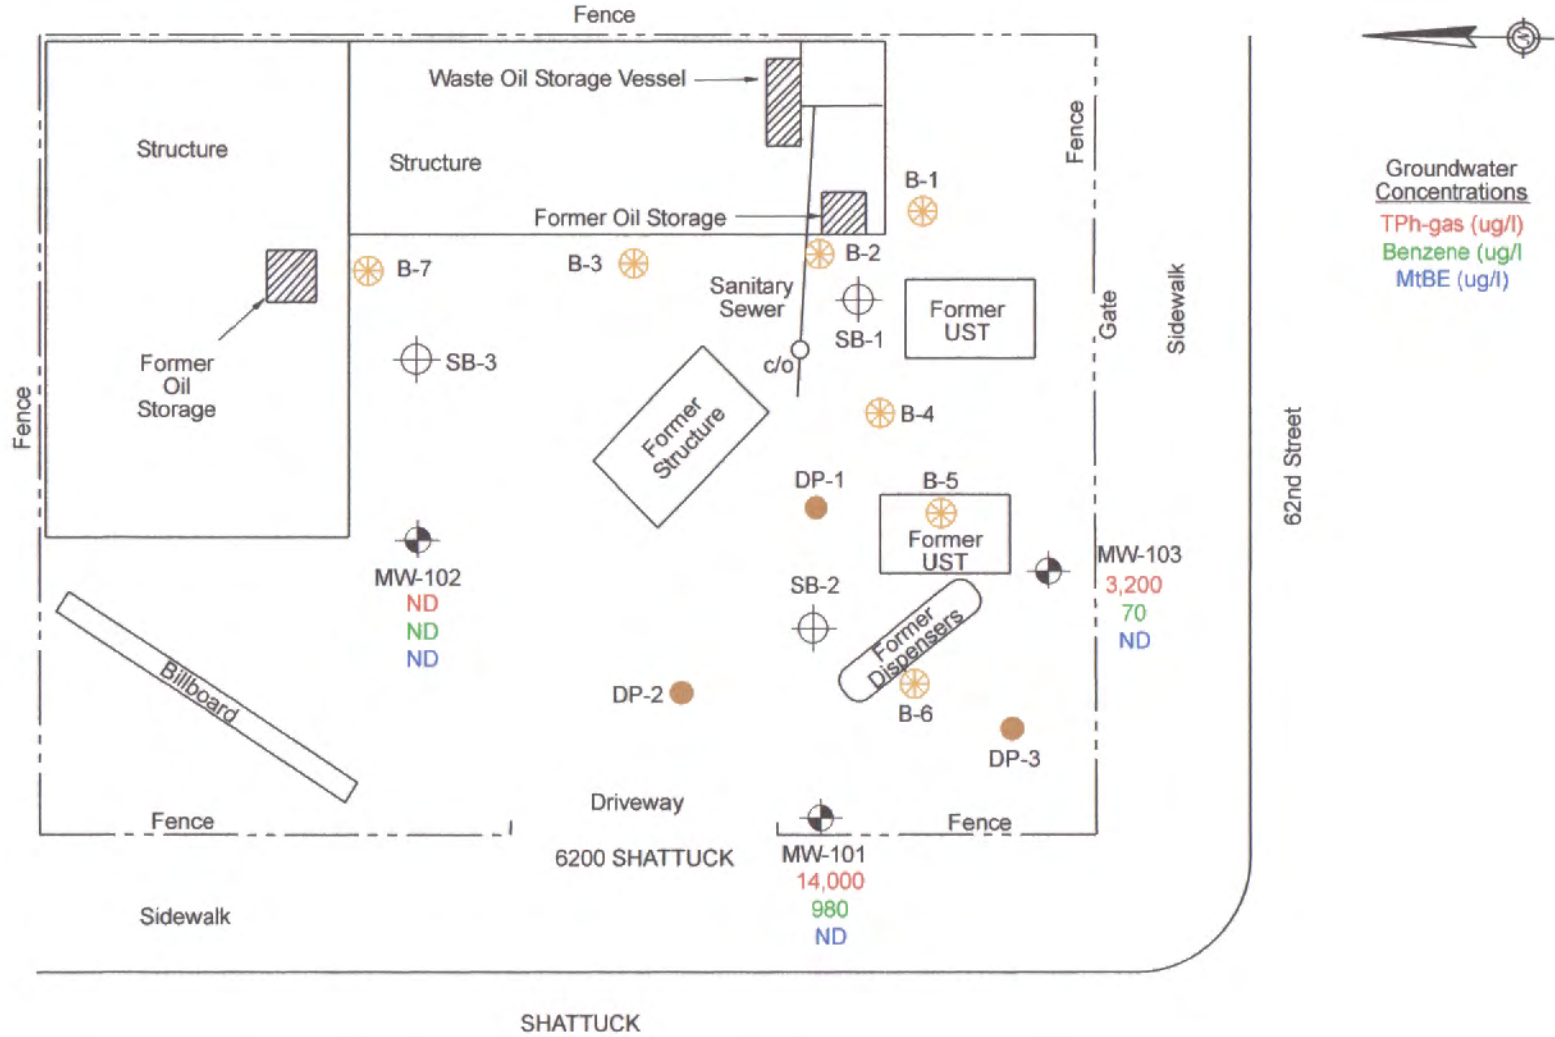 Fence
Waste Oil Storage Vessel
Structure
Structure
Fence
Groundwater
Concentrations
TPh-gas (ug/l)
Benzene (ug/l
MtBE (ug/l)
B-1
Former Oil Storage
B-7
B-3
B-2
Sanitary
Sewer
SB-1
Former
UST
Gate
Sidewalk
Former
Oil
Storage
SB-3
c/o
Fence
Former
Structure
B-4
62nd Street
DP-1
B-5
Former
UST
MW-102
ND
ND
ND
SB-2
MW-103
3,200
70
ND
Former
Dispensers
Billboard
DP-2
B-6
DP-3
Driveway
Fence
Fence
6200 SHATTUCK
MW-101
14,000
980
ND
Sidewalk
SHATTUCK